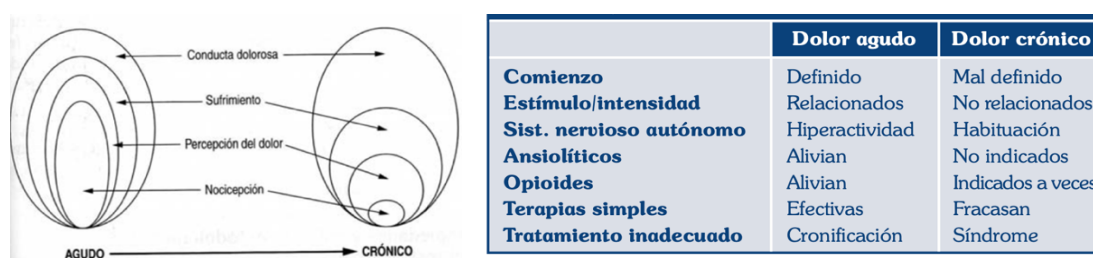 Conducta dolorosa
Sufrimiento
Percepción del dolor
Nocicepción
AGUDO
CRÓNICO
Dolor agudo Dolor crónico
Comienzo Definido Mal definido
Estímulo/intensidad Relacionados No relacionados
Sist. nervioso autónomo Hiperactividad Habituación
Ansiolíticos Alivian No indicados
Opioides Alivian Indicados a veces
Terapias simples Efectivas Fracasan
Tratamiento inadecuado Cronificación Síndrome